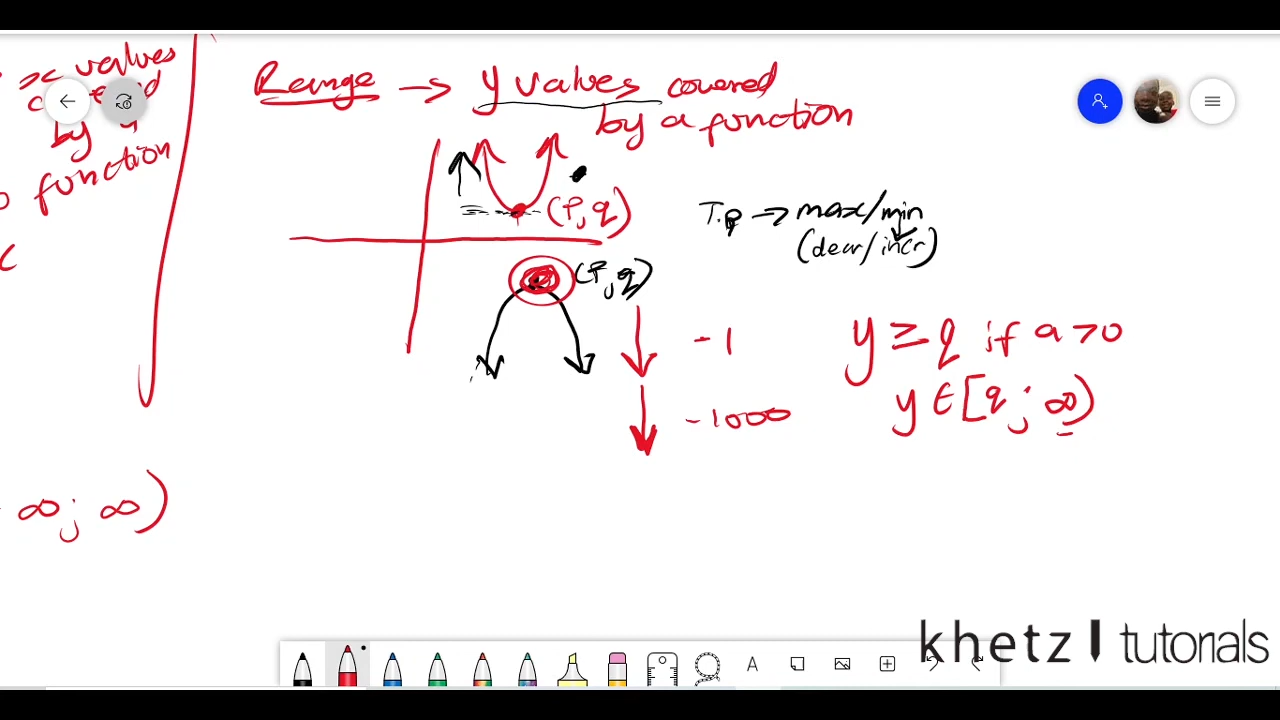 x values
by
function
Range → y values covered
by a function
(P, q)
T.P → max/min
(decr/incr)
(P, q)
-1
-1000
y ≥ q if a > 0
y ∈ [q ; ∞)
∞ ; ∞)
A
khetz tutorials